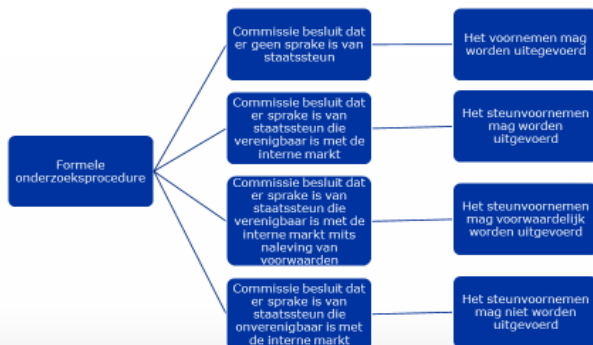 Formele
onderzoeksprocedure
Commissie besluit dat
er geen sprake is van
staatssteun
Het voornemen mag
worden uitegevoerd
Commissie besluit dat
er sprake is van
staatssteun die
verenigbaar is met de
interne markt
Het steunvoornemen
mag worden
uitgevoerd
Commissie besluit dat
er sprake is van
staatssteun die
verenigbaar is met de
interne markt mits
naleving van
voorwaarden
Het steunvoornemen
mag voorwaardelijk
worden uitgevoerd
Commissie besluit dat
er sprake is van
staatssteun die
onverenigbaar is met
de interne markt
Het steunvoornemen
mag niet worden
uitgevoerd